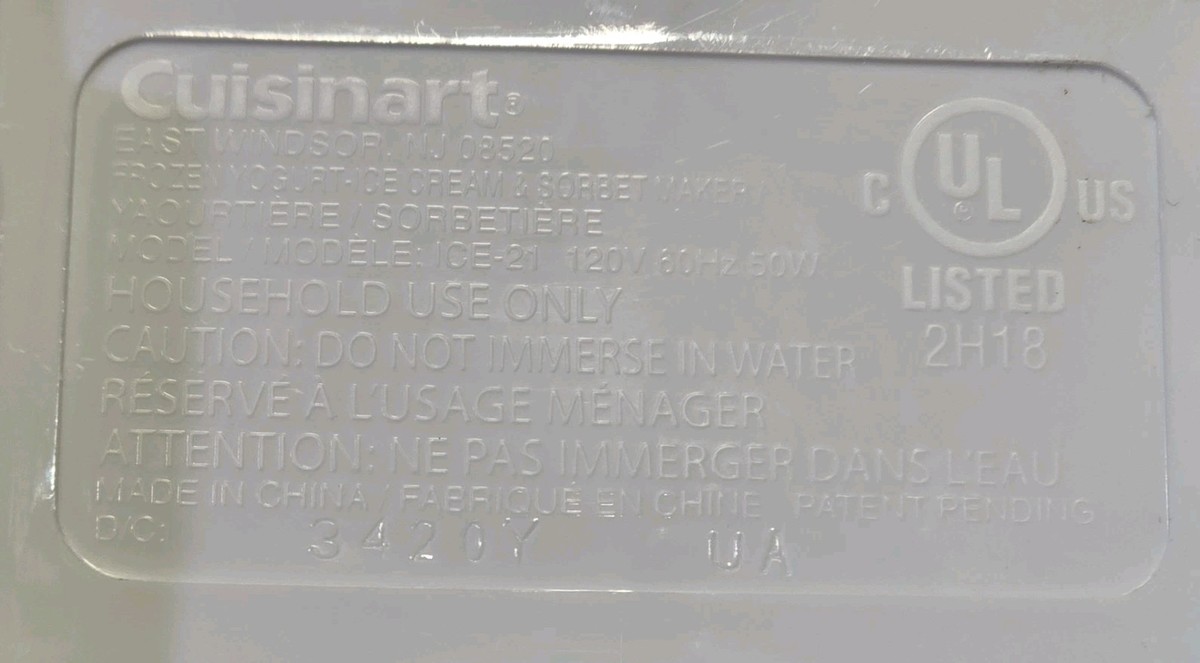 Cuisinart®
EAST WINDSOR, NJ 08520
FROZEN YOGURT-ICE CREAM & SORBET MAKER /
YAOURTIÈRE / SORBETIÈRE
MODEL / MODÈLE: ICE-21 120V 60Hz 50W
HOUSEHOLD USE ONLY
CAUTION: DO NOT IMMERSE IN WATER
RÉSERVÉ À L'USAGE MÉNAGER
ATTENTION: NE PAS IMMERGER DANS L'EAU
MADE IN CHINA / FABRIQUÉ EN CHINE PATENT PENDING
D/C: 3420Y UA
C UL® US
LISTED
2H18